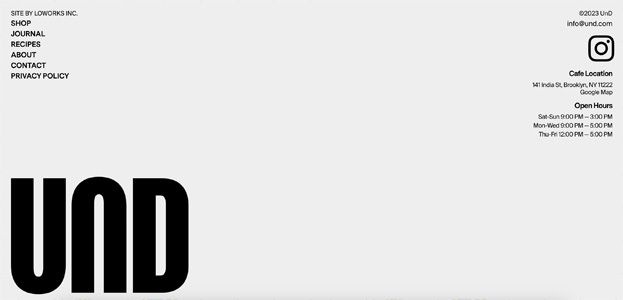 SITE BY LOWORKS INC.
SHOP
JOURNAL
RECIPES
ABOUT
CONTACT
PRIVACY POLICY
©2023 UnD
info@und.com
Cafe Location
141 India St, Brooklyn, NY 11222
Google Map
Open Hours
Sat-Sun 9:00 PM — 3:00 PM
Mon-Wed 9:00 PM — 5:00 PM
Thu-Fri 12:00 PM — 5:00 PM
UND